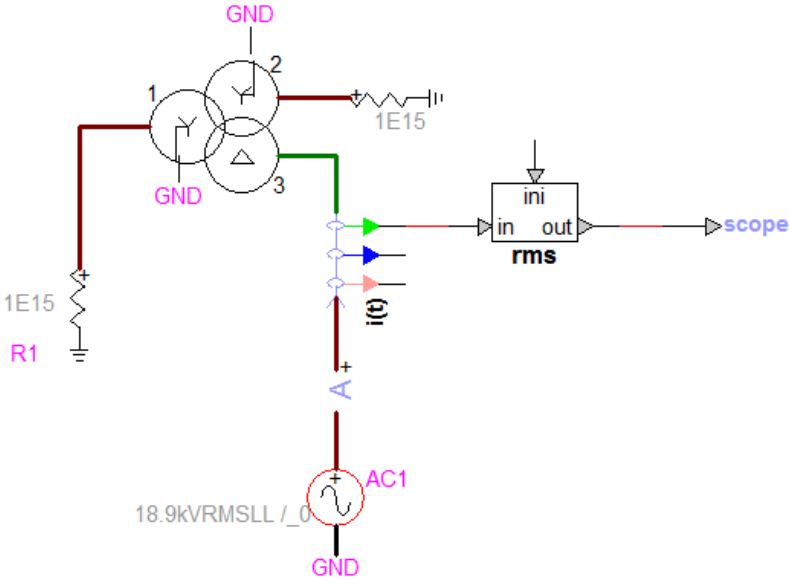 GND
1
2
+
1E15
3
GND
ini
in
out
rms
scope
+
1E15
R1
i(t)
+
A
+
AC1
18.9kVRMSLL /_0
GND